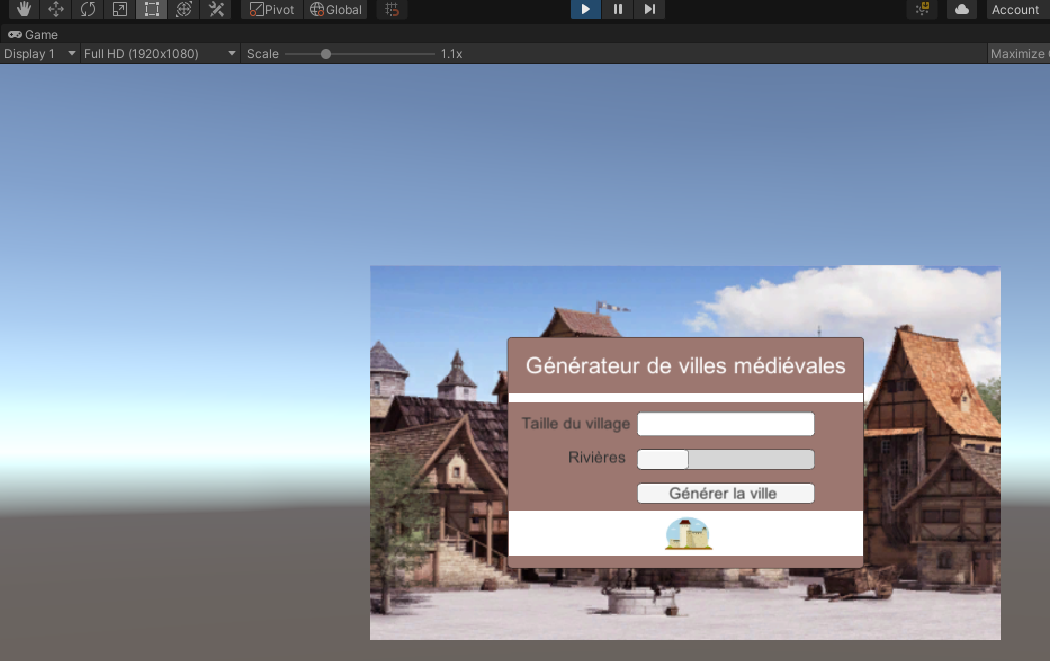 Pivot Global Account
Game
Display 1 Full HD (1920x1080) Scale 1.1x Maximize
Générateur de villes médiévales
Taille du village
Rivières
Générer la ville